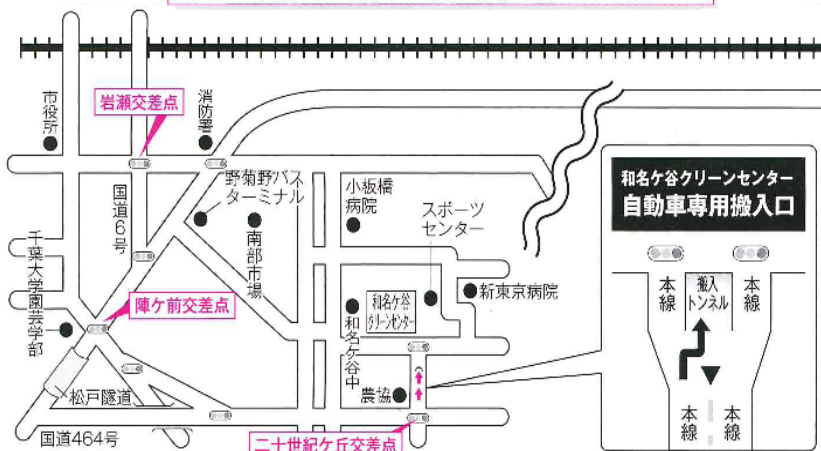 市役所
岩瀬交差点
消防署
国道6号
野菊野バス
ターミナル
南部市場
小板橋
病院
スポーツ
センター
新東京病院
千葉大学園芸学部
陣ケ前交差点
和名ケ谷
クリーンセンター
和名ケ谷中
農協
松戸隧道
国道464号
二十世紀ケ丘交差点
和名ケ谷クリーンセンター
自動車専用搬入口
本線
搬入
トンネル
本線
本線
本線